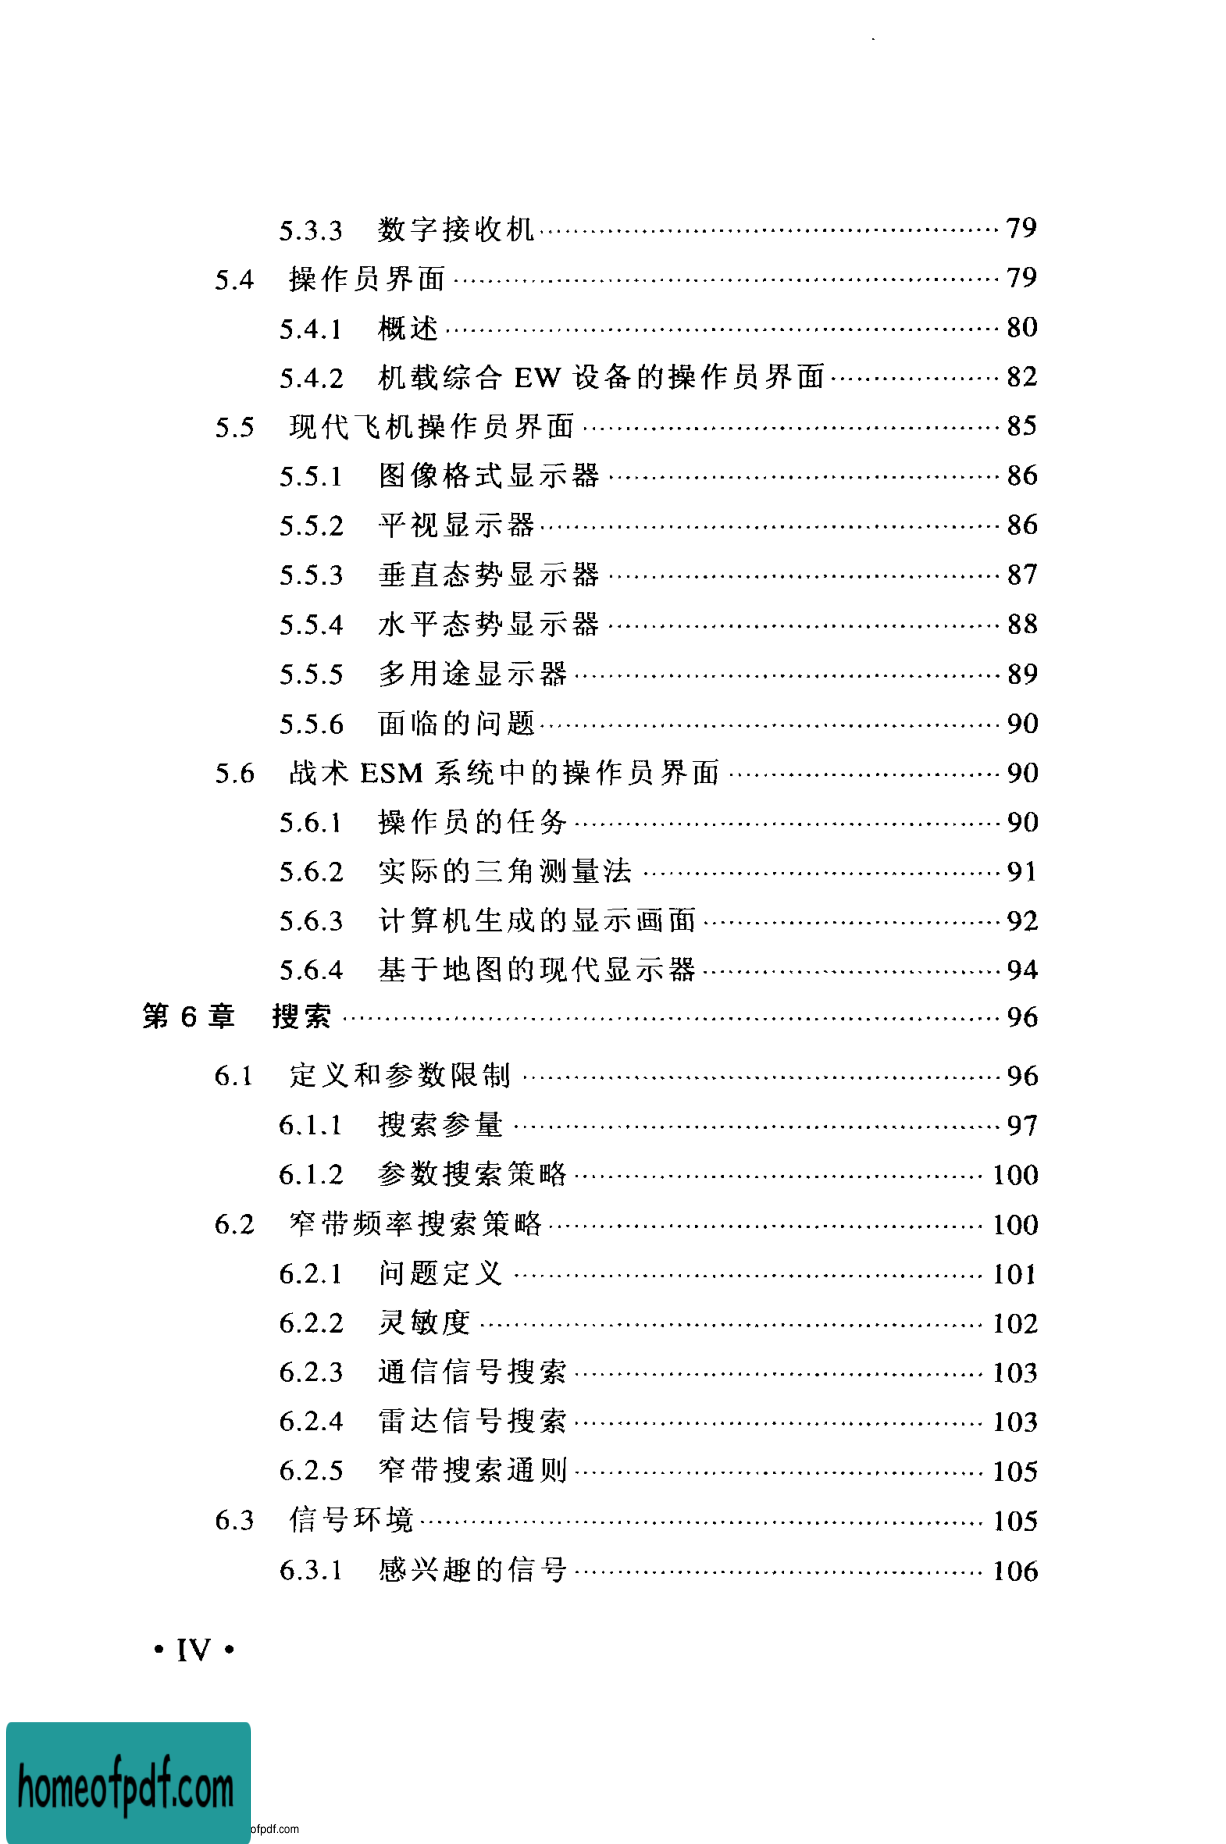 5.3.3 数字接收机 79
5.4 操作员界面 79
5.4.1 概述 80
5.4.2 机载综合 EW 设备的操作员界面 82
5.5 现代飞机操作员界面 85
5.5.1 图像格式显示器 86
5.5.2 平视显示器 86
5.5.3 垂直态势显示器 87
5.5.4 水平态势显示器 88
5.5.5 多用途显示器 89
5.5.6 面临的问题 90
5.6 战术 ESM 系统中的操作员界面 90
5.6.1 操作员的任务 90
5.6.2 实际的三角测量法 91
5.6.3 计算机生成的显示画面 92
5.6.4 基于地图的现代显示器 94
第 6 章 搜索 96
6.1 定义和参数限制 96
6.1.1 搜索参量 97
6.1.2 参数搜索策略 100
6.2 窄带频率搜索策略 100
6.2.1 问题定义 101
6.2.2 灵敏度 102
6.2.3 通信信号搜索 103
6.2.4 雷达信号搜索 103
6.2.5 窄带搜索通则 105
6.3 信号环境 105
6.3.1 感兴趣的信号 106
• IV •
homeofpdf.com
ofpdf.com